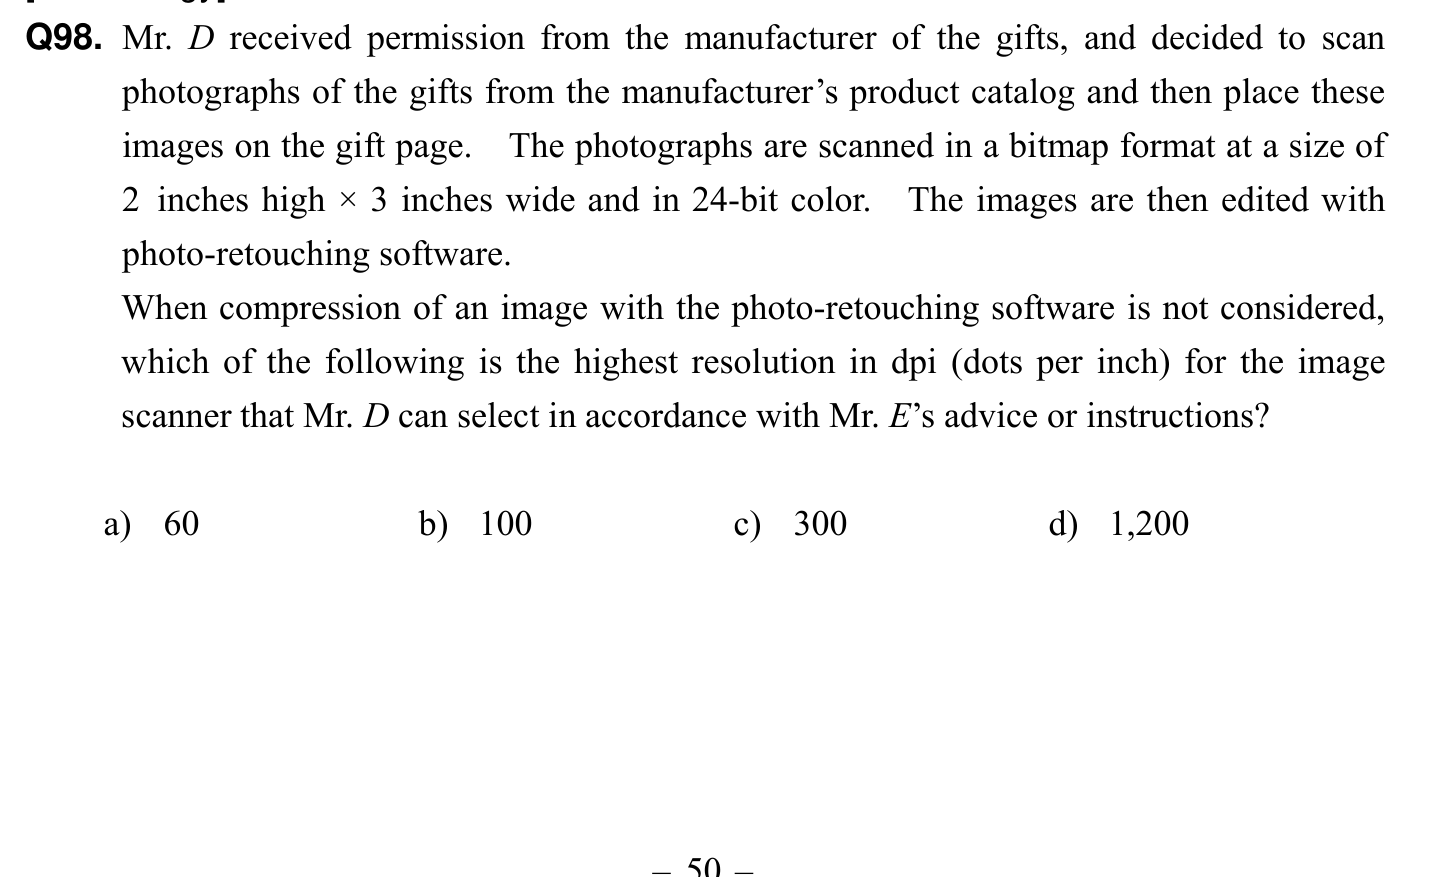 Q98. Mr. D received permission from the manufacturer of the gifts, and decided to scan
photographs of the gifts from the manufacturer’s product catalog and then place these
images on the gift page. The photographs are scanned in a bitmap format at a size of
2 inches high × 3 inches wide and in 24-bit color. The images are then edited with
photo-retouching software.
When compression of an image with the photo-retouching software is not considered,
which of the following is the highest resolution in dpi (dots per inch) for the image
scanner that Mr. D can select in accordance with Mr. E’s advice or instructions?
a) 60 b) 100 c) 300 d) 1,200
– 50 –